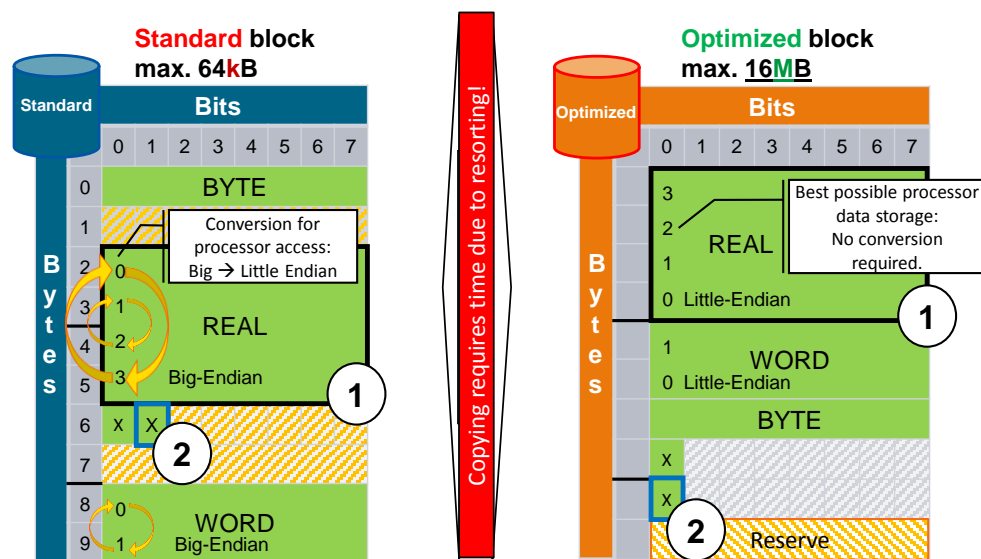 Standard block
max. 64kB
Standard
Bits
0 1 2 3 4 5 6 7
Bytes
0 BYTE
1
Conversion for
processor access:
Big → Little Endian
2 0
3 1
REAL
4 2
5 3 Big-Endian
1
6 x x
2
7
8 0
WORD
9 1 Big-Endian
Copying requires time due to resorting!
Optimized block
max. 16MB
Optimized
Bits
0 1 2 3 4 5 6 7
Bytes
3
Best possible processor
data storage:
No conversion
required.
2
REAL
1
0 Little-Endian
1
1
WORD
0 Little-Endian
BYTE
x
x
2
Reserve